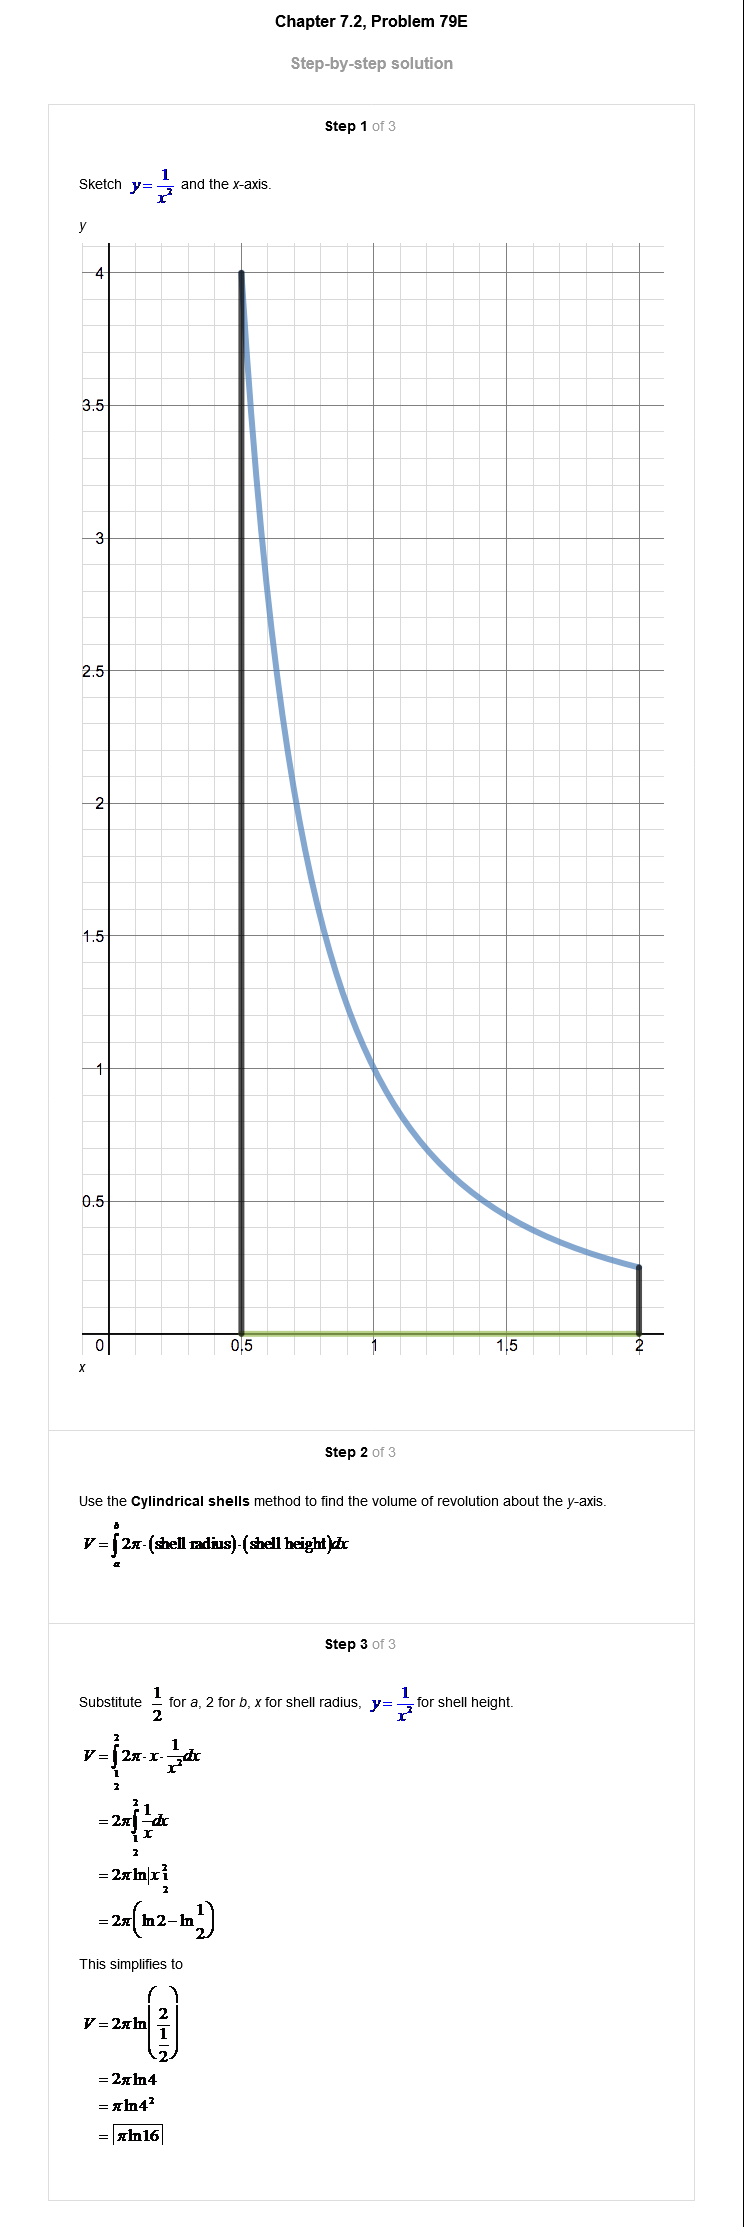 Chapter 7.2, Problem 79E
Step-by-step solution
Step 1 of 3
Sketch y = 1/x² and the x-axis.
y
4
3.5
3
2.5
2
1.5
1
0.5
0 0.5 1 1.5 2
x
Step 2 of 3
Use the Cylindrical shells method to find the volume of revolution about the y-axis.
V = ∫ₐᵇ 2π · (shell radius) · (shell height)dx
Step 3 of 3
Substitute 1/2 for a, 2 for b, x for shell radius, y = 1/x² for shell height.
V = ∫_{1/2}^{2} 2π · x · 1/x² dx
= 2π ∫_{1/2}^{2} 1/x dx
= 2π ln|x|_{1/2}^{2}
= 2π(ln 2 − ln 1/2)
This simplifies to
V = 2π ln(2/(1/2))
= 2π ln 4
= π ln 4²
= π ln 16